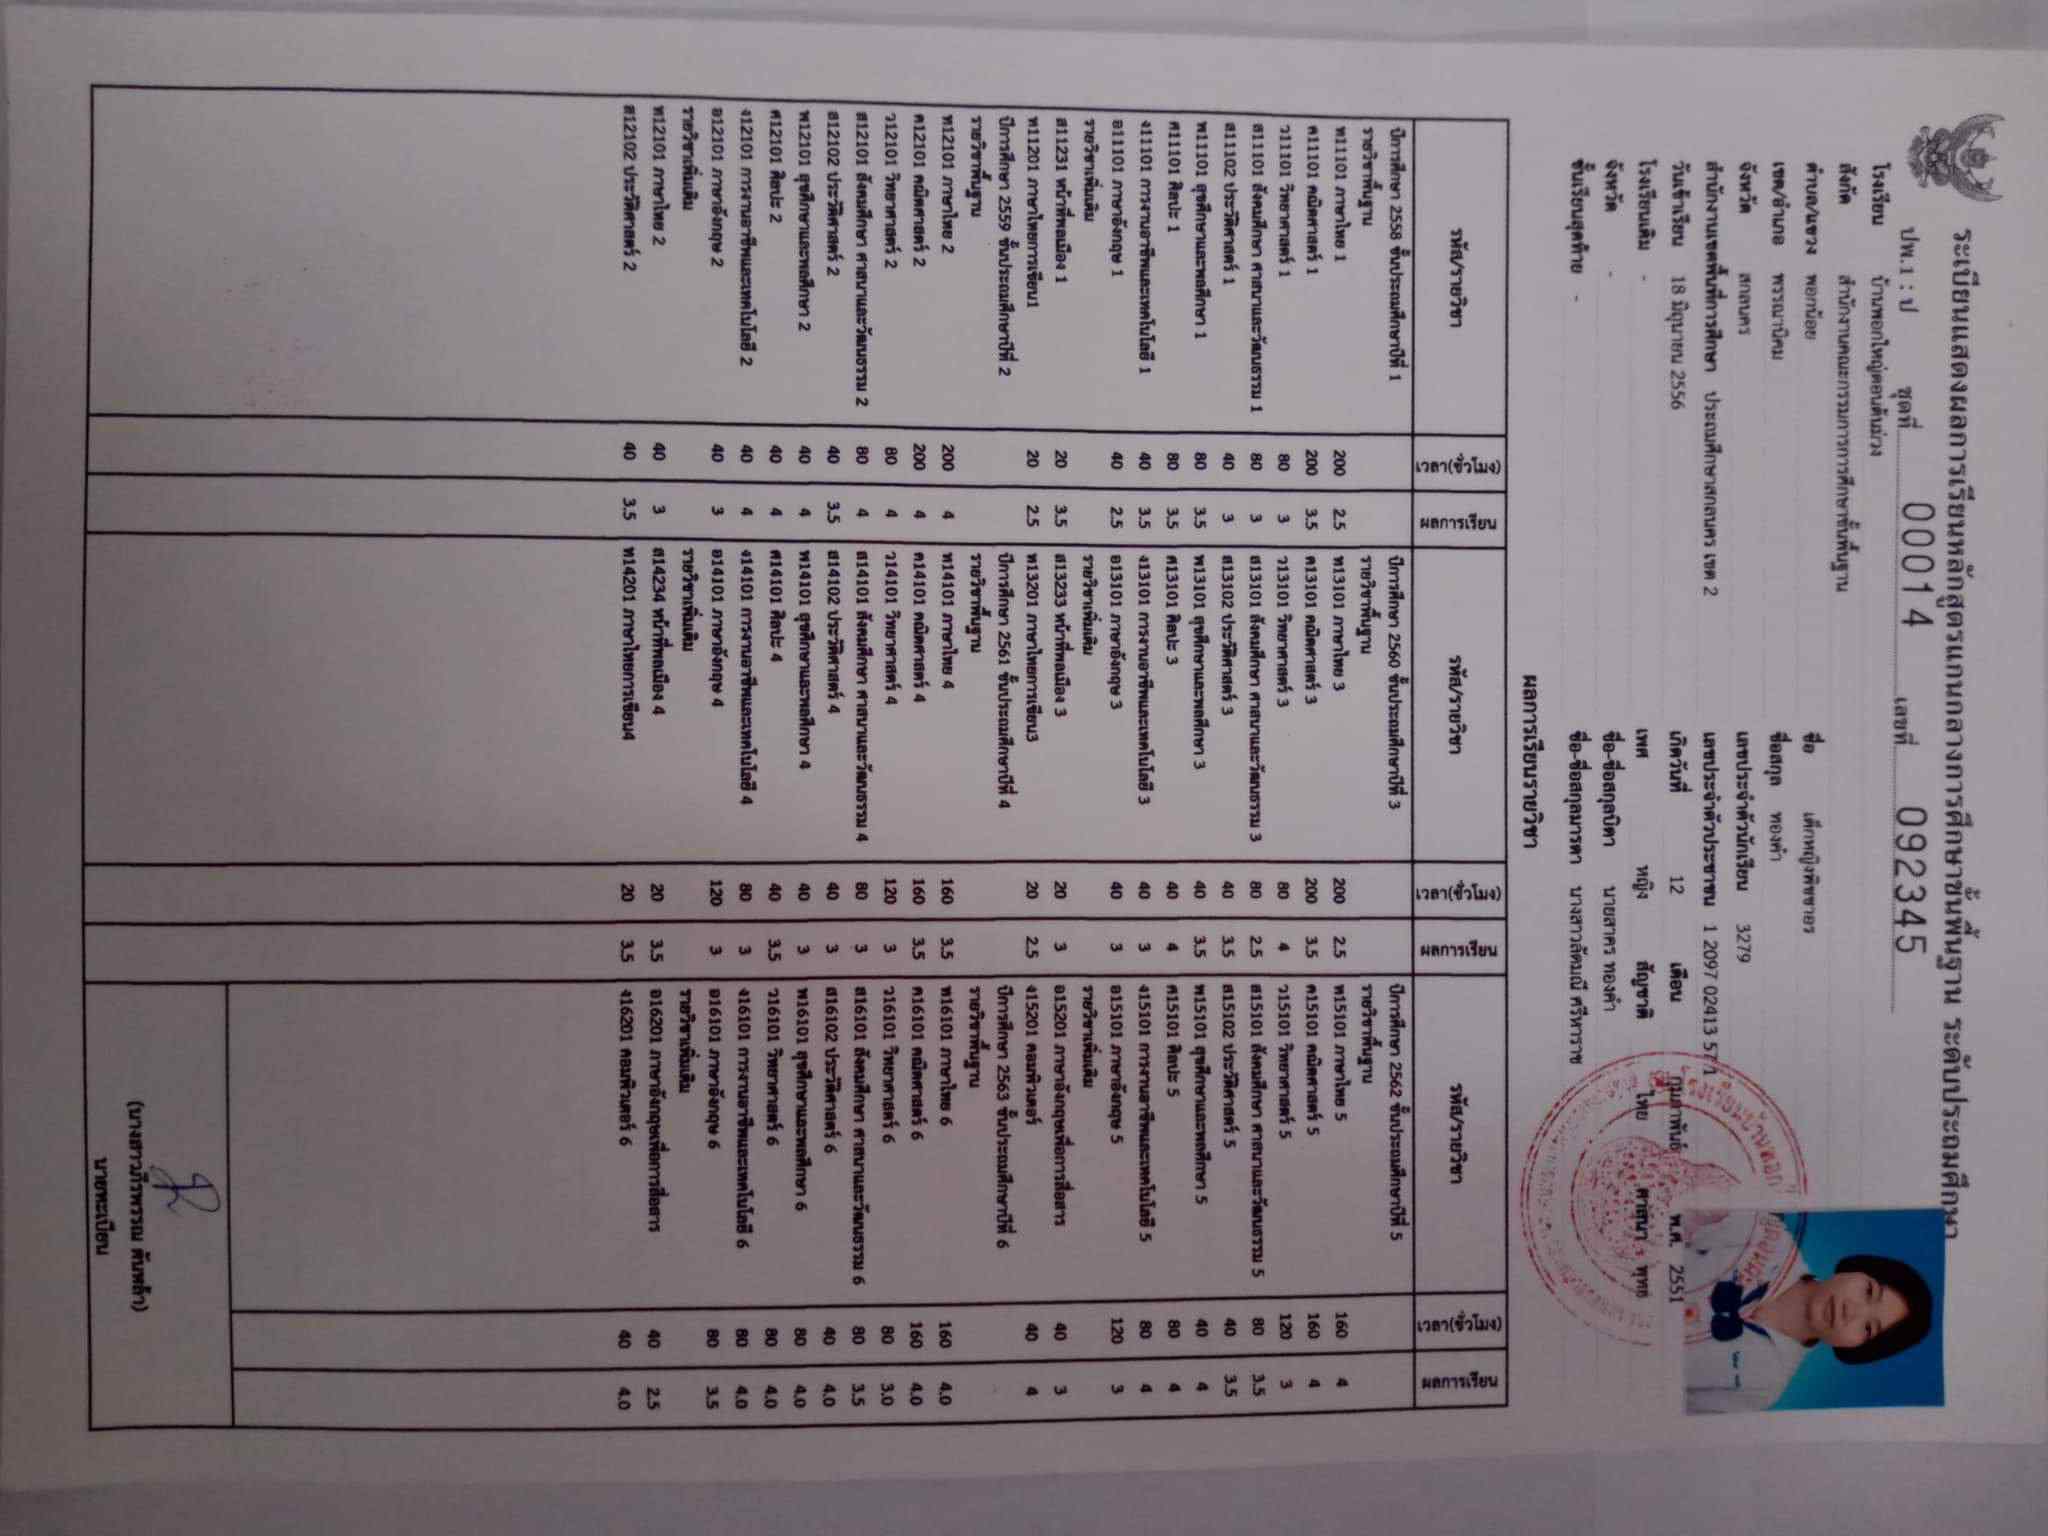 ระเบียนแสดงผลการเรียนหลักสูตรแกนกลางการศึกษาขั้นพื้นฐาน ระดับประถมศึกษา
ปพ.1 : ป ชุดที่ 00014 เลขที่ 092345
โรงเรียน บ้านพอกใหญ่ดอนต้นม่วง
สังกัด สำนักงานคณะกรรมการการศึกษาขั้นพื้นฐาน
ตำบล/แขวง พอกน้อย
เขต/อำเภอ พรรณานิคม
จังหวัด สกลนคร
สำนักงานเขตพื้นที่การศึกษา ประถมศึกษาสกลนคร เขต 2
วันเข้าเรียน 18 มิถุนายน 2556
โรงเรียนเดิม -
จังหวัด -
ชั้นเรียนสุดท้าย -
ชื่อ เด็กหญิงพิชชาอร
ชื่อสกุล ทองคำ
เลขประจำตัวนักเรียน 3279
เลขประจำตัวประชาชน 1 2097 02413 57 1
เกิดวันที่ 12 เดือน กุมภาพันธ์ พ.ศ. 2551
เพศ หญิง สัญชาติ ไทย ศาสนา พุทธ
ชื่อ-ชื่อสกุลบิดา นายสาคร ทองคำ
ชื่อ-ชื่อสกุลมารดา นางสาวลัคมณี ศรีหาราช
ผลการเรียนรายวิชา
รหัส/รายวิชา เวลา(ชั่วโมง) ผลการเรียน
ปีการศึกษา 2558 ชั้นประถมศึกษาปีที่ 1
รายวิชาพื้นฐาน
ท11101 ภาษาไทย 1 200 2.5
ค11101 คณิตศาสตร์ 1 200 3.5
ว11101 วิทยาศาสตร์ 1 80 3
ส11101 สังคมศึกษา ศาสนาและวัฒนธรรม 1 80 3
ส11102 ประวัติศาสตร์ 1 40 3
พ11101 สุขศึกษาและพลศึกษา 1 80 3.5
ศ11101 ศิลปะ 1 80 3.5
ง11101 การงานอาชีพและเทคโนโลยี 1 40 3.5
อ11101 ภาษาอังกฤษ 1 40 2.5
รายวิชาเพิ่มเติม
ส11231 หน้าที่พลเมือง 1 20 3.5
ท11201 ภาษาไทยการเขียน1 20 2.5
ปีการศึกษา 2559 ชั้นประถมศึกษาปีที่ 2
รายวิชาพื้นฐาน
ท12101 ภาษาไทย 2 200 4
ค12101 คณิตศาสตร์ 2 200 4
ว12101 วิทยาศาสตร์ 2 80 4
ส12101 สังคมศึกษา ศาสนาและวัฒนธรรม 2 80 4
ส12102 ประวัติศาสตร์ 2 40 3.5
พ12101 สุขศึกษาและพลศึกษา 2 40 4
ศ12101 ศิลปะ 2 40 4
ง12101 การงานอาชีพและเทคโนโลยี 2 40 4
อ12101 ภาษาอังกฤษ 2 40 3
รายวิชาเพิ่มเติม
ท12101 ภาษาไทย 2 40 3
ส12102 ประวัติศาสตร์ 2 40 3.5
รหัส/รายวิชา เวลา(ชั่วโมง) ผลการเรียน
ปีการศึกษา 2560 ชั้นประถมศึกษาปีที่ 3
รายวิชาพื้นฐาน
ท13101 ภาษาไทย 3 200 2.5
ค13101 คณิตศาสตร์ 3 200 3.5
ว13101 วิทยาศาสตร์ 3 80 4
ส13101 สังคมศึกษา ศาสนาและวัฒนธรรม 3 80 2.5
ส13102 ประวัติศาสตร์ 3 40 3.5
พ13101 สุขศึกษาและพลศึกษา 3 40 3.5
ศ13101 ศิลปะ 3 40 4
ง13101 การงานอาชีพและเทคโนโลยี 3 40 3
อ13101 ภาษาอังกฤษ 3 40 3
รายวิชาเพิ่มเติม
ส13233 หน้าที่พลเมือง 3 20 3
ท13201 ภาษาไทยการเขียน3 20 2.5
ปีการศึกษา 2561 ชั้นประถมศึกษาปีที่ 4
รายวิชาพื้นฐาน
ท14101 ภาษาไทย 4 160 3.5
ค14101 คณิตศาสตร์ 4 160 3.5
ว14101 วิทยาศาสตร์ 4 120 3
ส14101 สังคมศึกษา ศาสนาและวัฒนธรรม 4 80 3
ส14102 ประวัติศาสตร์ 4 40 3
พ14101 สุขศึกษาและพลศึกษา 4 40 3
ศ14101 ศิลปะ 4 40 3.5
ง14101 การงานอาชีพและเทคโนโลยี 4 80 3
อ14101 ภาษาอังกฤษ 4 120 3
รายวิชาเพิ่มเติม
ส14234 หน้าที่พลเมือง 4 20 3.5
ท14201 ภาษาไทยการเขียน4 20 3.5
รหัส/รายวิชา เวลา(ชั่วโมง) ผลการเรียน
ปีการศึกษา 2562 ชั้นประถมศึกษาปีที่ 5
รายวิชาพื้นฐาน
ท15101 ภาษาไทย 5 160 4
ค15101 คณิตศาสตร์ 5 160 4
ว15101 วิทยาศาสตร์ 5 120 3
ส15101 สังคมศึกษา ศาสนาและวัฒนธรรม 5 80 3.5
ส15102 ประวัติศาสตร์ 5 40 3.5
พ15101 สุขศึกษาและพลศึกษา 5 40 4
ศ15101 ศิลปะ 5 80 4
ง15101 การงานอาชีพและเทคโนโลยี 5 80 4
อ15101 ภาษาอังกฤษ 5 120 3
รายวิชาเพิ่มเติม
อ15201 ภาษาอังกฤษเพื่อการสื่อสาร 40 3
ง15201 คอมพิวเตอร์ 40 4
ปีการศึกษา 2563 ชั้นประถมศึกษาปีที่ 6
รายวิชาพื้นฐาน
ท16101 ภาษาไทย 6 160 4.0
ค16101 คณิตศาสตร์ 6 160 4.0
ว16101 วิทยาศาสตร์ 6 80 3.0
ส16101 สังคมศึกษา ศาสนาและวัฒนธรรม 6 80 3.5
ส16102 ประวัติศาสตร์ 6 40 4.0
พ16101 สุขศึกษาและพลศึกษา 6 80 4.0
ว16101 วิทยาศาสตร์ 6 80 4.0
ง16101 การงานอาชีพและเทคโนโลยี 6 80 4.0
อ16101 ภาษาอังกฤษ 6 80 3.5
รายวิชาเพิ่มเติม
อ16201 ภาษาอังกฤษเพื่อการสื่อสาร 40 2.5
ง16201 คอมพิวเตอร์ 6 40 4.0
(นางสาวภีรพรรณ ตับพล้า)
นายทะเบียน